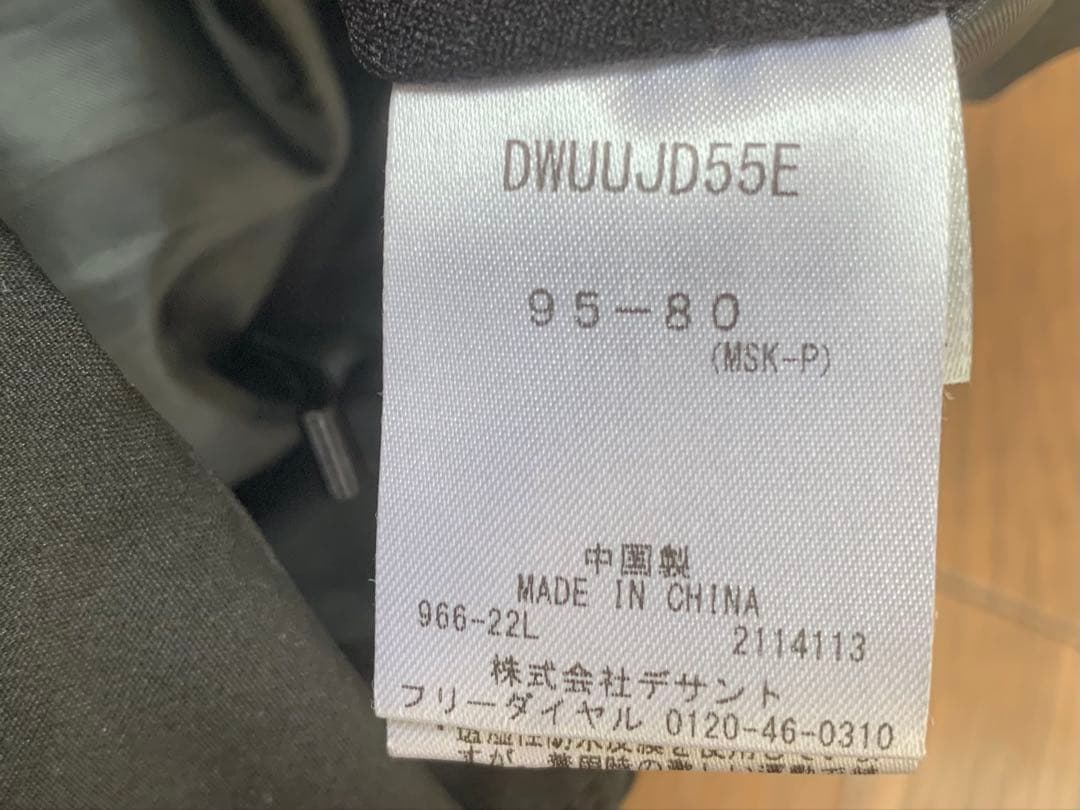 DWUUJD55E
95-80
(MSK-P)
中国製
MADE IN CHINA
966-22L 2114113
株式会社デサント
フリーダイヤル 0120-46-0310